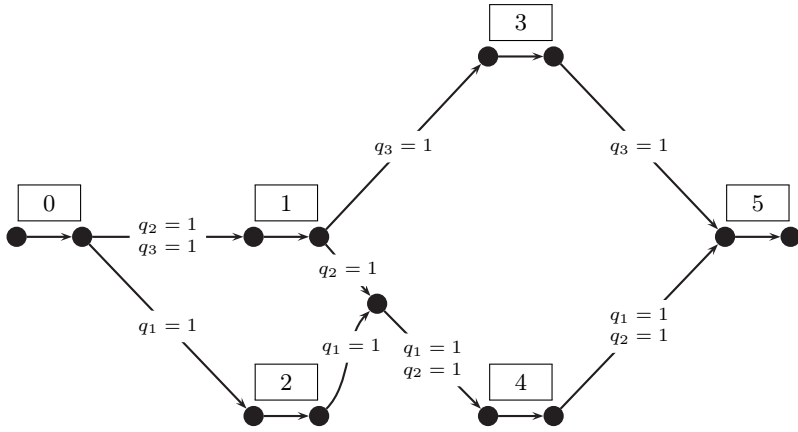 3
q₃ = 1
q₃ = 1
0
1
5
q₂ = 1
q₃ = 1
q₂ = 1
q₁ = 1
q₁ = 1
q₂ = 1
q₁ = 1
q₁ = 1
q₂ = 1
2
4